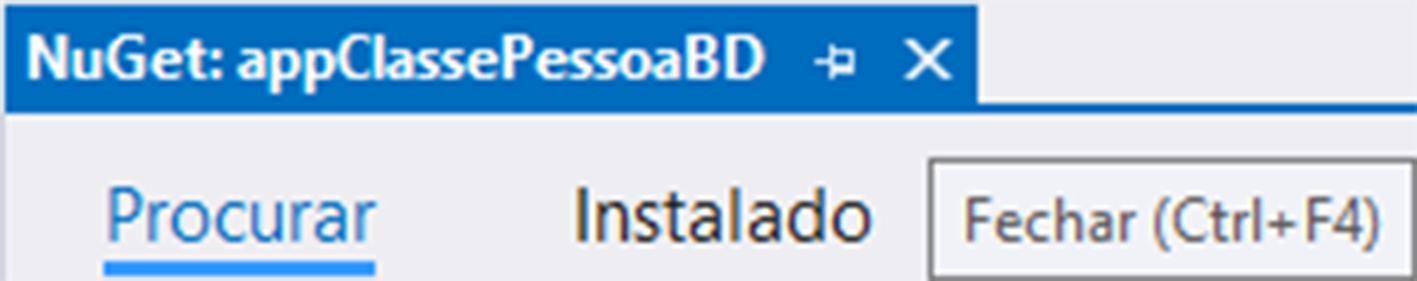 NuGet: appClassePessoaBD
Procurar Instalado Fechar (Ctrl+F4)